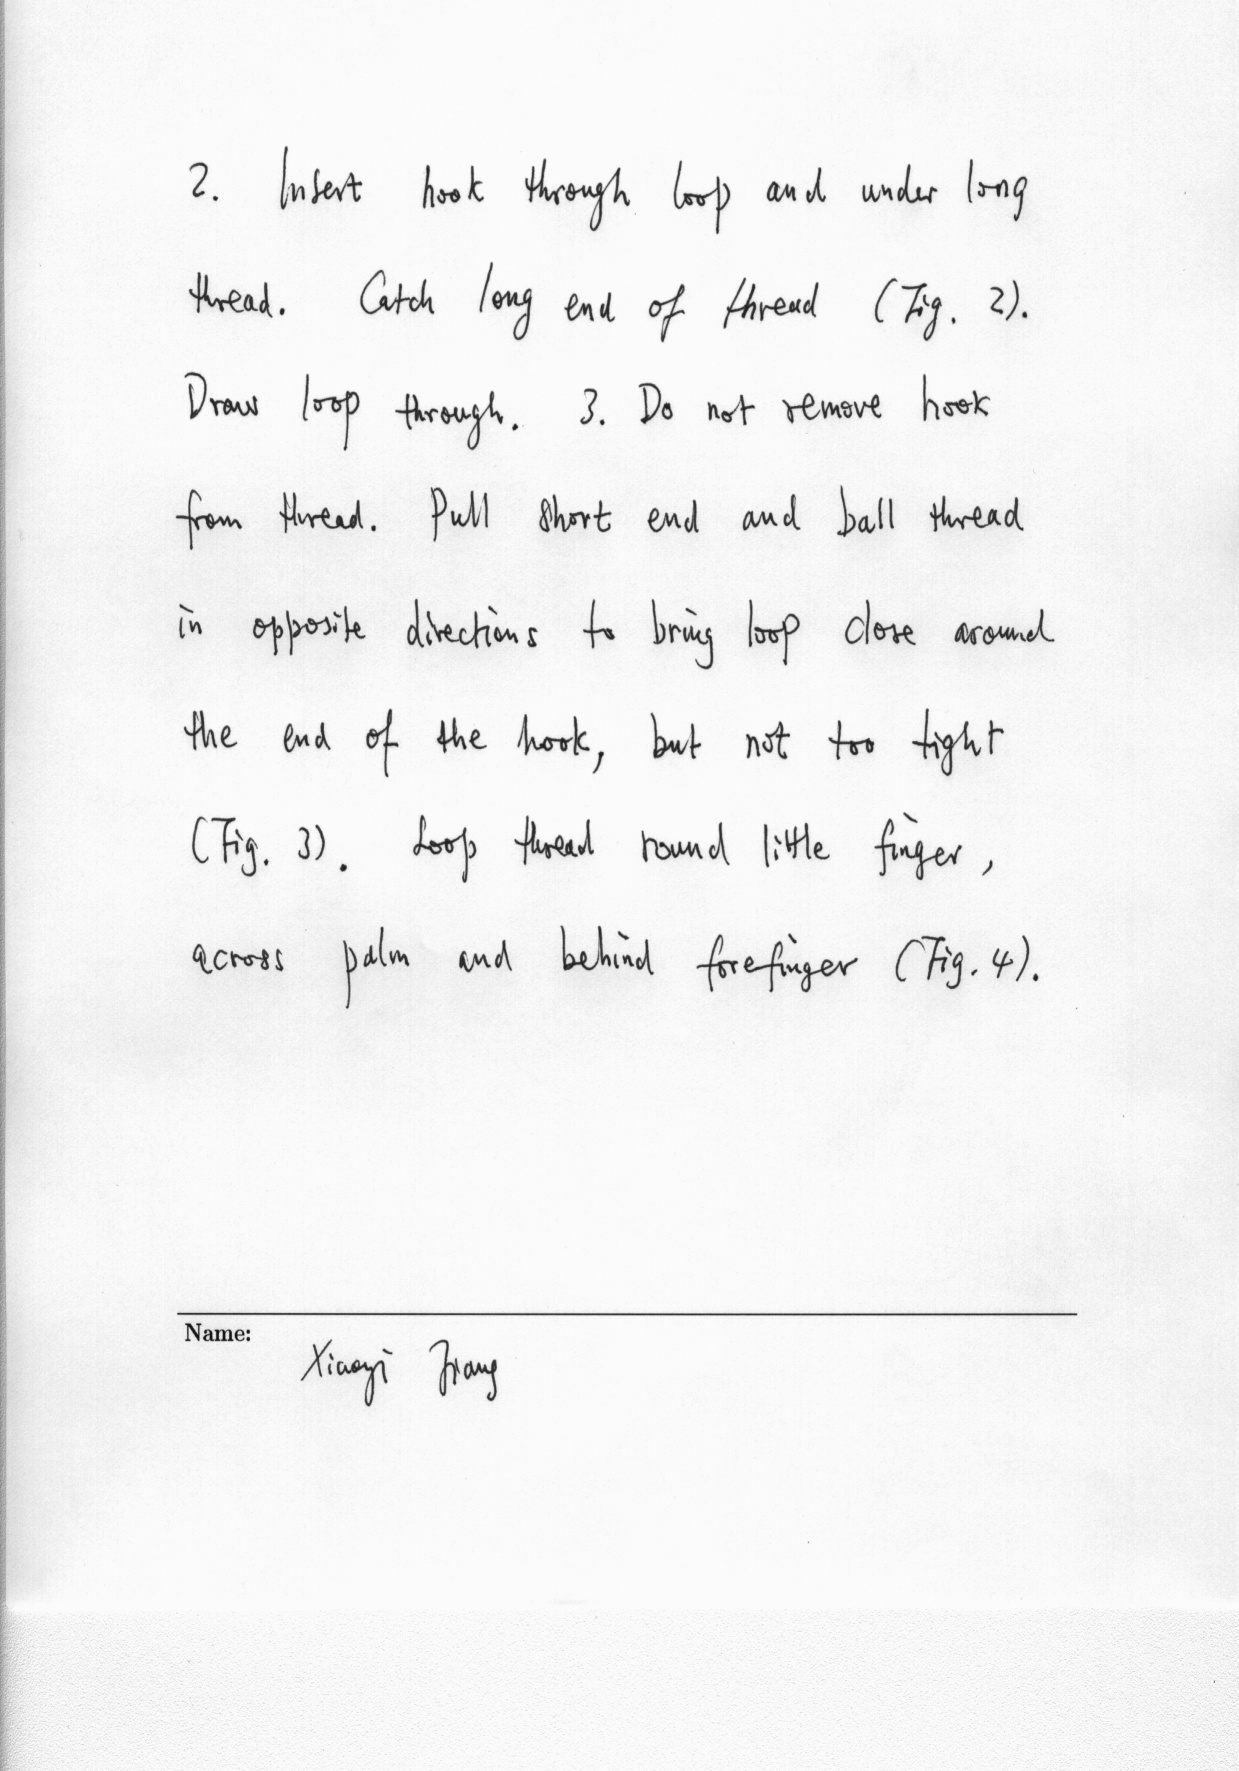 2. Insert hook through loop and under long
thread. Catch long end of thread (Fig. 2).
Draw loop through. 3. Do not remove hook
from thread. Pull short end and ball thread
in opposite directions to bring loop close around
the end of the hook, but not too tight
(Fig. 3). Loop thread round little finger,
across palm and behind forefinger (Fig. 4).
Name:
Xiaoyi Jiang